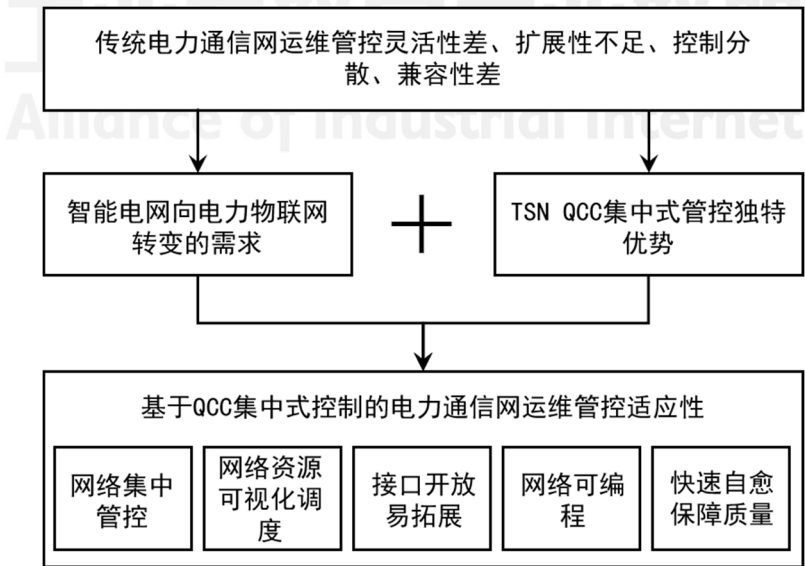 Alliance of Industrial Internet
传统电力通信网运维管控灵活性差、扩展性不足、控制分
散、兼容性差
智能电网向电力物联网
转变的需求
TSN QCC集中式管控独特
优势
基于QCC集中式控制的电力通信网运维管控适应性
网络集中
管控
网络资源
可视化调
度
接口开放
易拓展
网络可编
程
快速自愈
保障质量